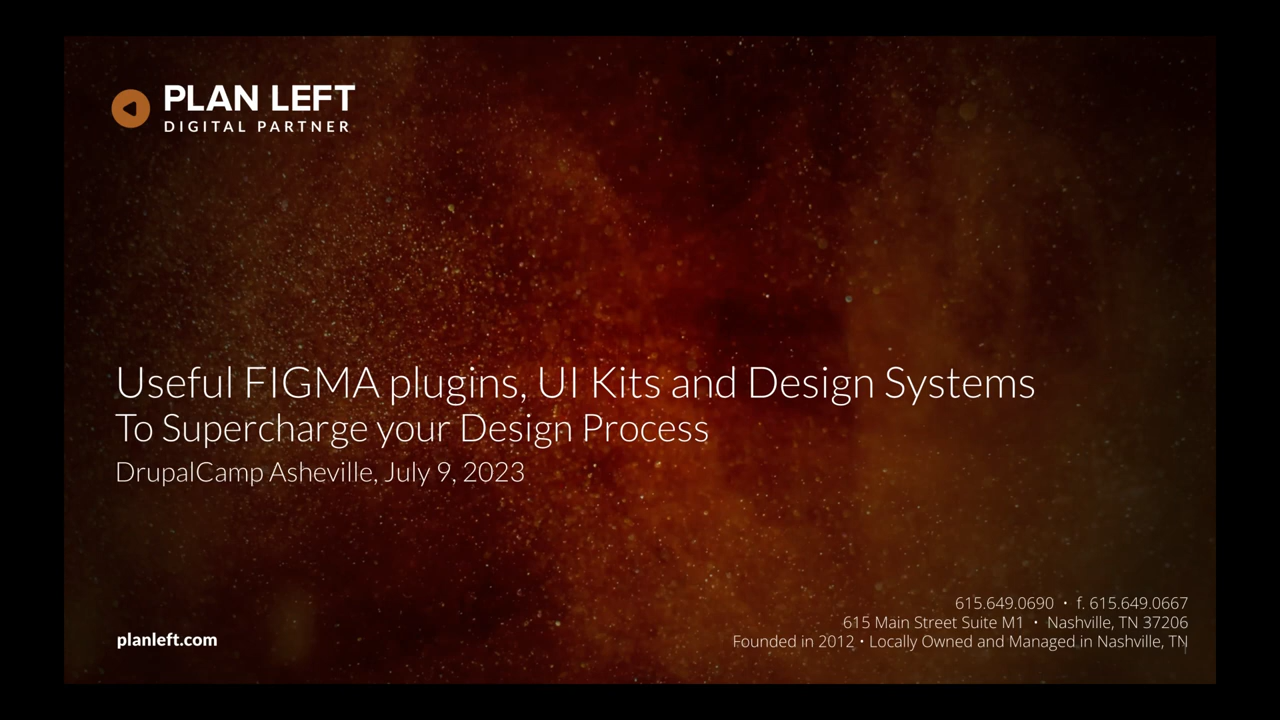 PLAN LEFT
DIGITAL PARTNER
Useful FIGMA plugins, UI Kits and Design Systems
To Supercharge your Design Process
DrupalCamp Asheville, July 9, 2023
planleft.com
615.649.0690 • f. 615.649.0667
615 Main Street Suite M1 • Nashville, TN 37206
Founded in 2012 • Locally Owned and Managed in Nashville, TN